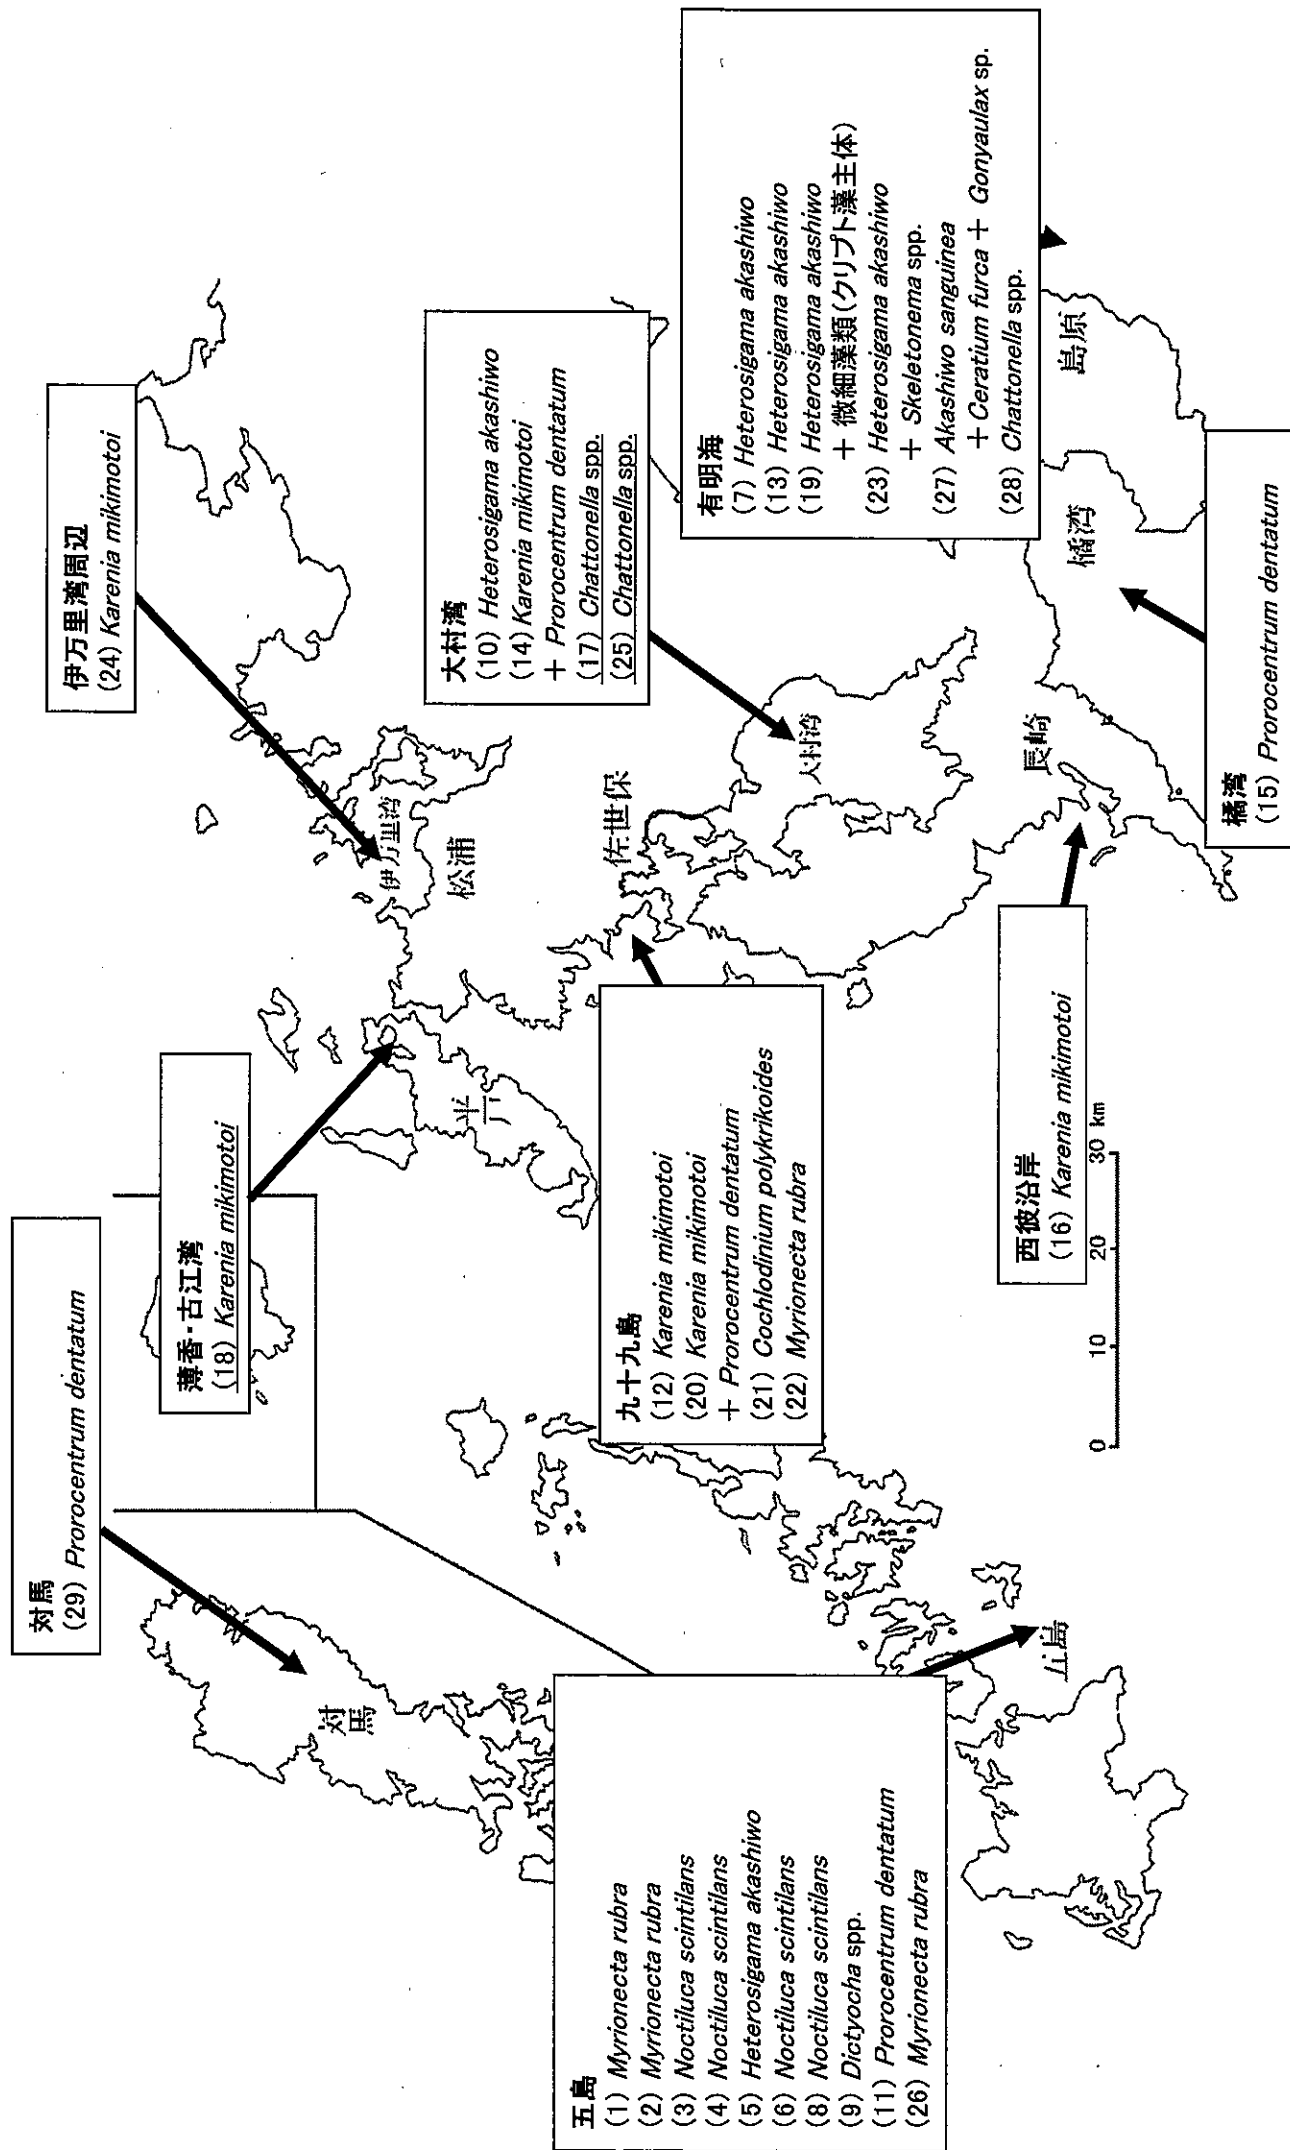 対馬
(29) Prorocentrum dentatum
薄香・古江湾
(18) Karenia mikimotoi
伊万里湾周辺
(24) Karenia mikimotoi
大村湾
(10) Heterosigama akashiwo
(14) Karenia mikimotoi
+ Prorocentrum dentatum
(17) Chattonella spp.
(25) Chattonella spp.
有明海
(7) Heterosigama akashiwo
(13) Heterosigama akashiwo
(19) Heterosigama akashiwo
+ 微細藻類(クリプト藻主体)
(23) Heterosigama akashiwo
+ Skeletonema spp.
(27) Akashiwo sanguinea
+Ceratium furca + Gonyaulax sp.
(28) Chattonella spp.
五島
(1) Myrionecta rubra
(2) Myrionecta rubra
(3) Noctiluca scintilans
(4) Noctiluca scintilans
(5) Heterosigama akashiwo
(6) Noctiluca scintilans
(8) Noctiluca scintilans
(9) Dictyocha spp.
(11) Prorocentrum dentatum
(26) Myrionecta rubra
九十九島
(12) Karenia mikimotoi
(20) Karenia mikimotoi
+ Prorocentrum dentatum
(21) Cochlodinium polykrikoides
(22) Myrionecta rubra
西彼沿岸
(16) Karenia mikimotoi
橘湾
(15) Prorocentrum dentatum
対馬
平戸
伊万里湾
松浦
佐世保
大村湾
長崎
橘湾
島原
五島
0 10 20 30 km